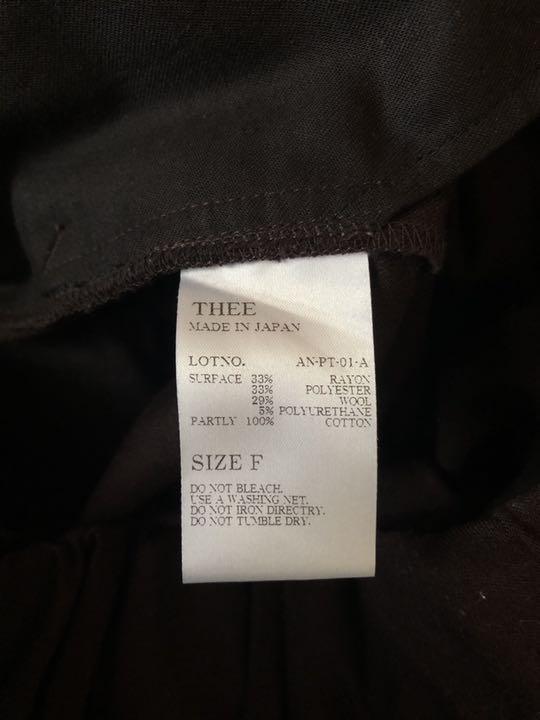 THEE
MADE IN JAPAN
LOTNO. AN-PT-01-A
SURFACE 33% RAYON
33% POLYESTER
29% WOOL
5% POLYURETHANE
PARTLY 100% COTTON
SIZE F
DO NOT BLEACH.
USE A WASHING NET.
DO NOT IRON DIRECTRY.
DO NOT TUMBLE DRY.